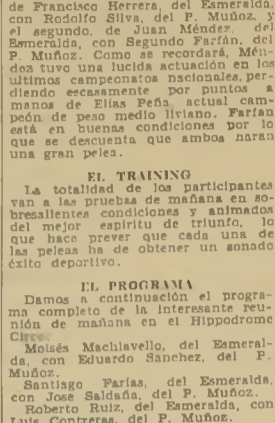 de Francisco Herrera, del Esmeralda,
con Rodolfo Silva, del P. Muñoz, y
el segundo, de Juan Méndez, del
Esmeralda, con Segundo Farfán, del
P. Muñoz. Como se recordará, Mén-
dez tuvo una lucida actuación en los
ultimos campeonatos nacionales, per-
diendo escasamente por puntos a
manos de Elías Peña, actual cam-
peón de peso medio liviano. Farfán
está en buenas condiciones por lo
que se descuenta que ambos harán
una gran pelea.
EL TRAINING
La totalidad de los participantes
van a las pruebas de mañana en so-
bresalientes condiciones y animados
del mejor espíritu de triunfo, lo
que hace prever que cada una de
las peleas ha de obtener un sonado
éxito deportivo.
EL PROGRAMA
Damos a continuación el progra-
ma completo de la interesante reu-
nión de mañana en el Hippodrome
Circo:
Moisés Machiavello, del Esmeral-
da, con Eduardo Sánchez, del P.
Muñoz.
Santiago Farías, del Esmeralda,
con José Saldaña, del P. Muñoz.
Roberto Ruiz, del Esmeralda, con
Luis Contreras, del P. Muñoz.